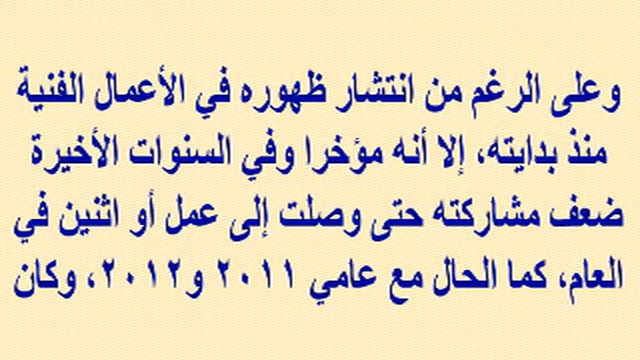 وعلى الرغم من انتشار ظهوره في الأعمال الفنية
منذ بدايته، إلا أنه مؤخرا وفي السنوات الأخيرة
ضعف مشاركته حتى وصلت إلى عمل أو اثنين في
العام، كما الحال مع عامي ٢٠١١ و٢٠١٢، وكان